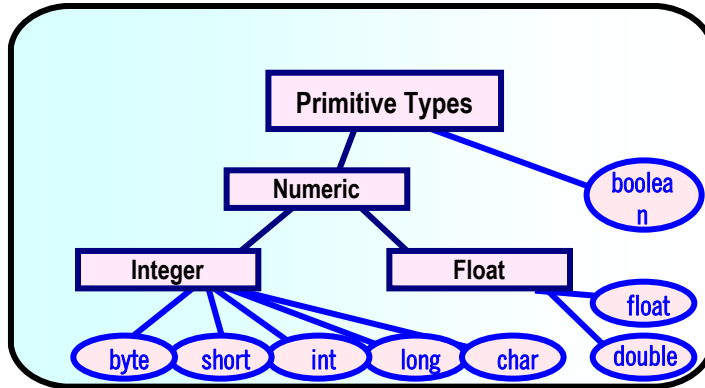 Primitive Types
Numeric
boolea
n
Integer
Float
float
byte
short
int
long
char
double